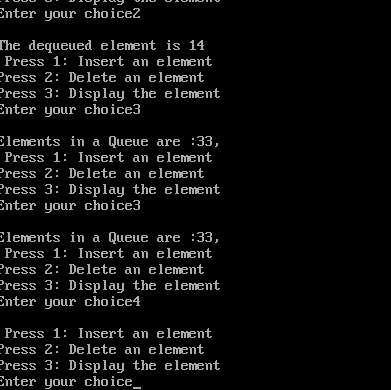 Press 3: Display the element
Enter your choice2
The dequeued element is 14
Press 1: Insert an element
Press 2: Delete an element
Press 3: Display the element
Enter your choice3
Elements in a Queue are :33,
Press 1: Insert an element
Press 2: Delete an element
Press 3: Display the element
Enter your choice3
Elements in a Queue are :33,
Press 1: Insert an element
Press 2: Delete an element
Press 3: Display the element
Enter your choice4
Press 1: Insert an element
Press 2: Delete an element
Press 3: Display the element
Enter your choice_